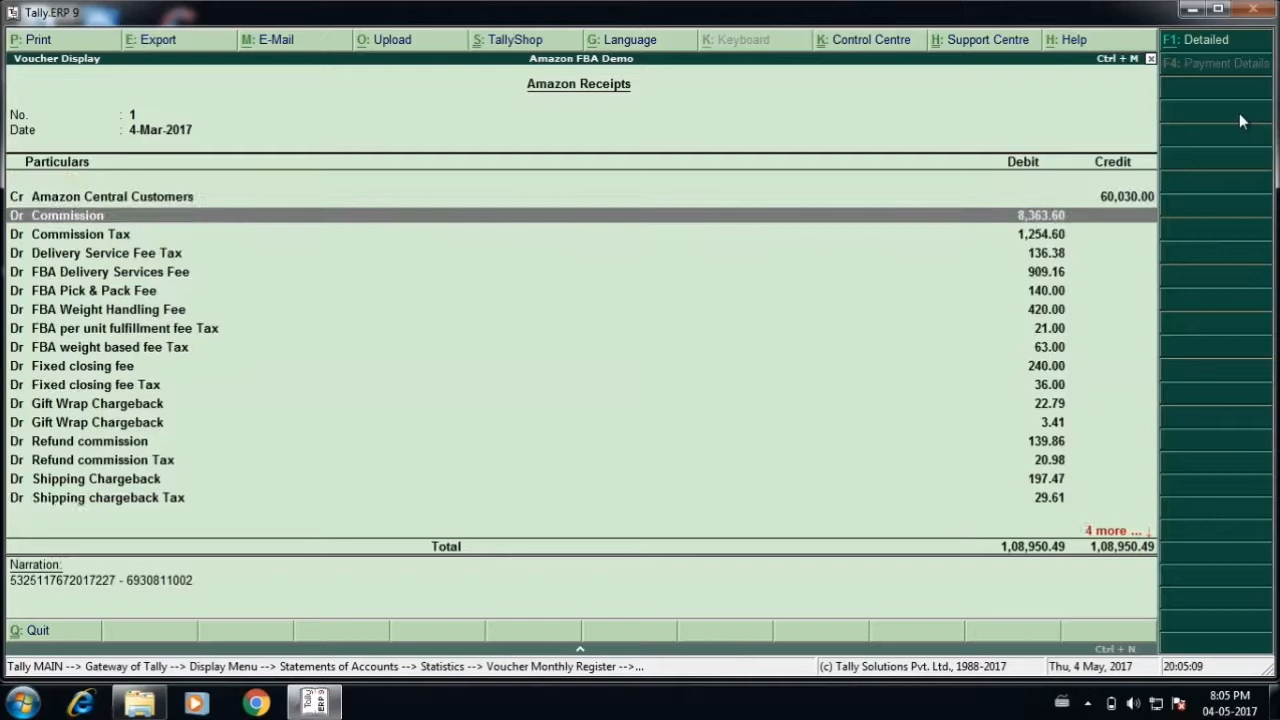 Tally.ERP 9
P: Print E: Export M: E-Mail O: Upload S: TallyShop G: Language K: Keyboard K: Control Centre H: Support Centre H: Help F1: Detailed
Voucher Display Amazon FBA Demo Ctrl + M
F4: Payment Details
Amazon Receipts
No. : 1
Date : 4-Mar-2017
Particulars Debit Credit
Cr Amazon Central Customers 60,030.00
Dr Commission 8,363.60
Dr Commission Tax 1,254.60
Dr Delivery Service Fee Tax 136.38
Dr FBA Delivery Services Fee 909.16
Dr FBA Pick & Pack Fee 140.00
Dr FBA Weight Handling Fee 420.00
Dr FBA per unit fulfillment fee Tax 21.00
Dr FBA weight based fee Tax 63.00
Dr Fixed closing fee 240.00
Dr Fixed closing fee Tax 36.00
Dr Gift Wrap Chargeback 22.79
Dr Gift Wrap Chargeback 3.41
Dr Refund commission 139.86
Dr Refund commission Tax 20.98
Dr Shipping Chargeback 197.47
Dr Shipping chargeback Tax 29.61
4 more ... ↓
Total 1,08,950.49 1,08,950.49
Narration:
5325117672017227 - 6930811002
Q: Quit
Ctrl + N
Tally MAIN --> Gateway of Tally --> Display Menu --> Statements of Accounts --> Statistics --> Voucher Monthly Register -->... (c) Tally Solutions Pvt. Ltd., 1988-2017 Thu, 4 May, 2017 20:05:09
Tally ERP 9
8:05 PM
04-05-2017